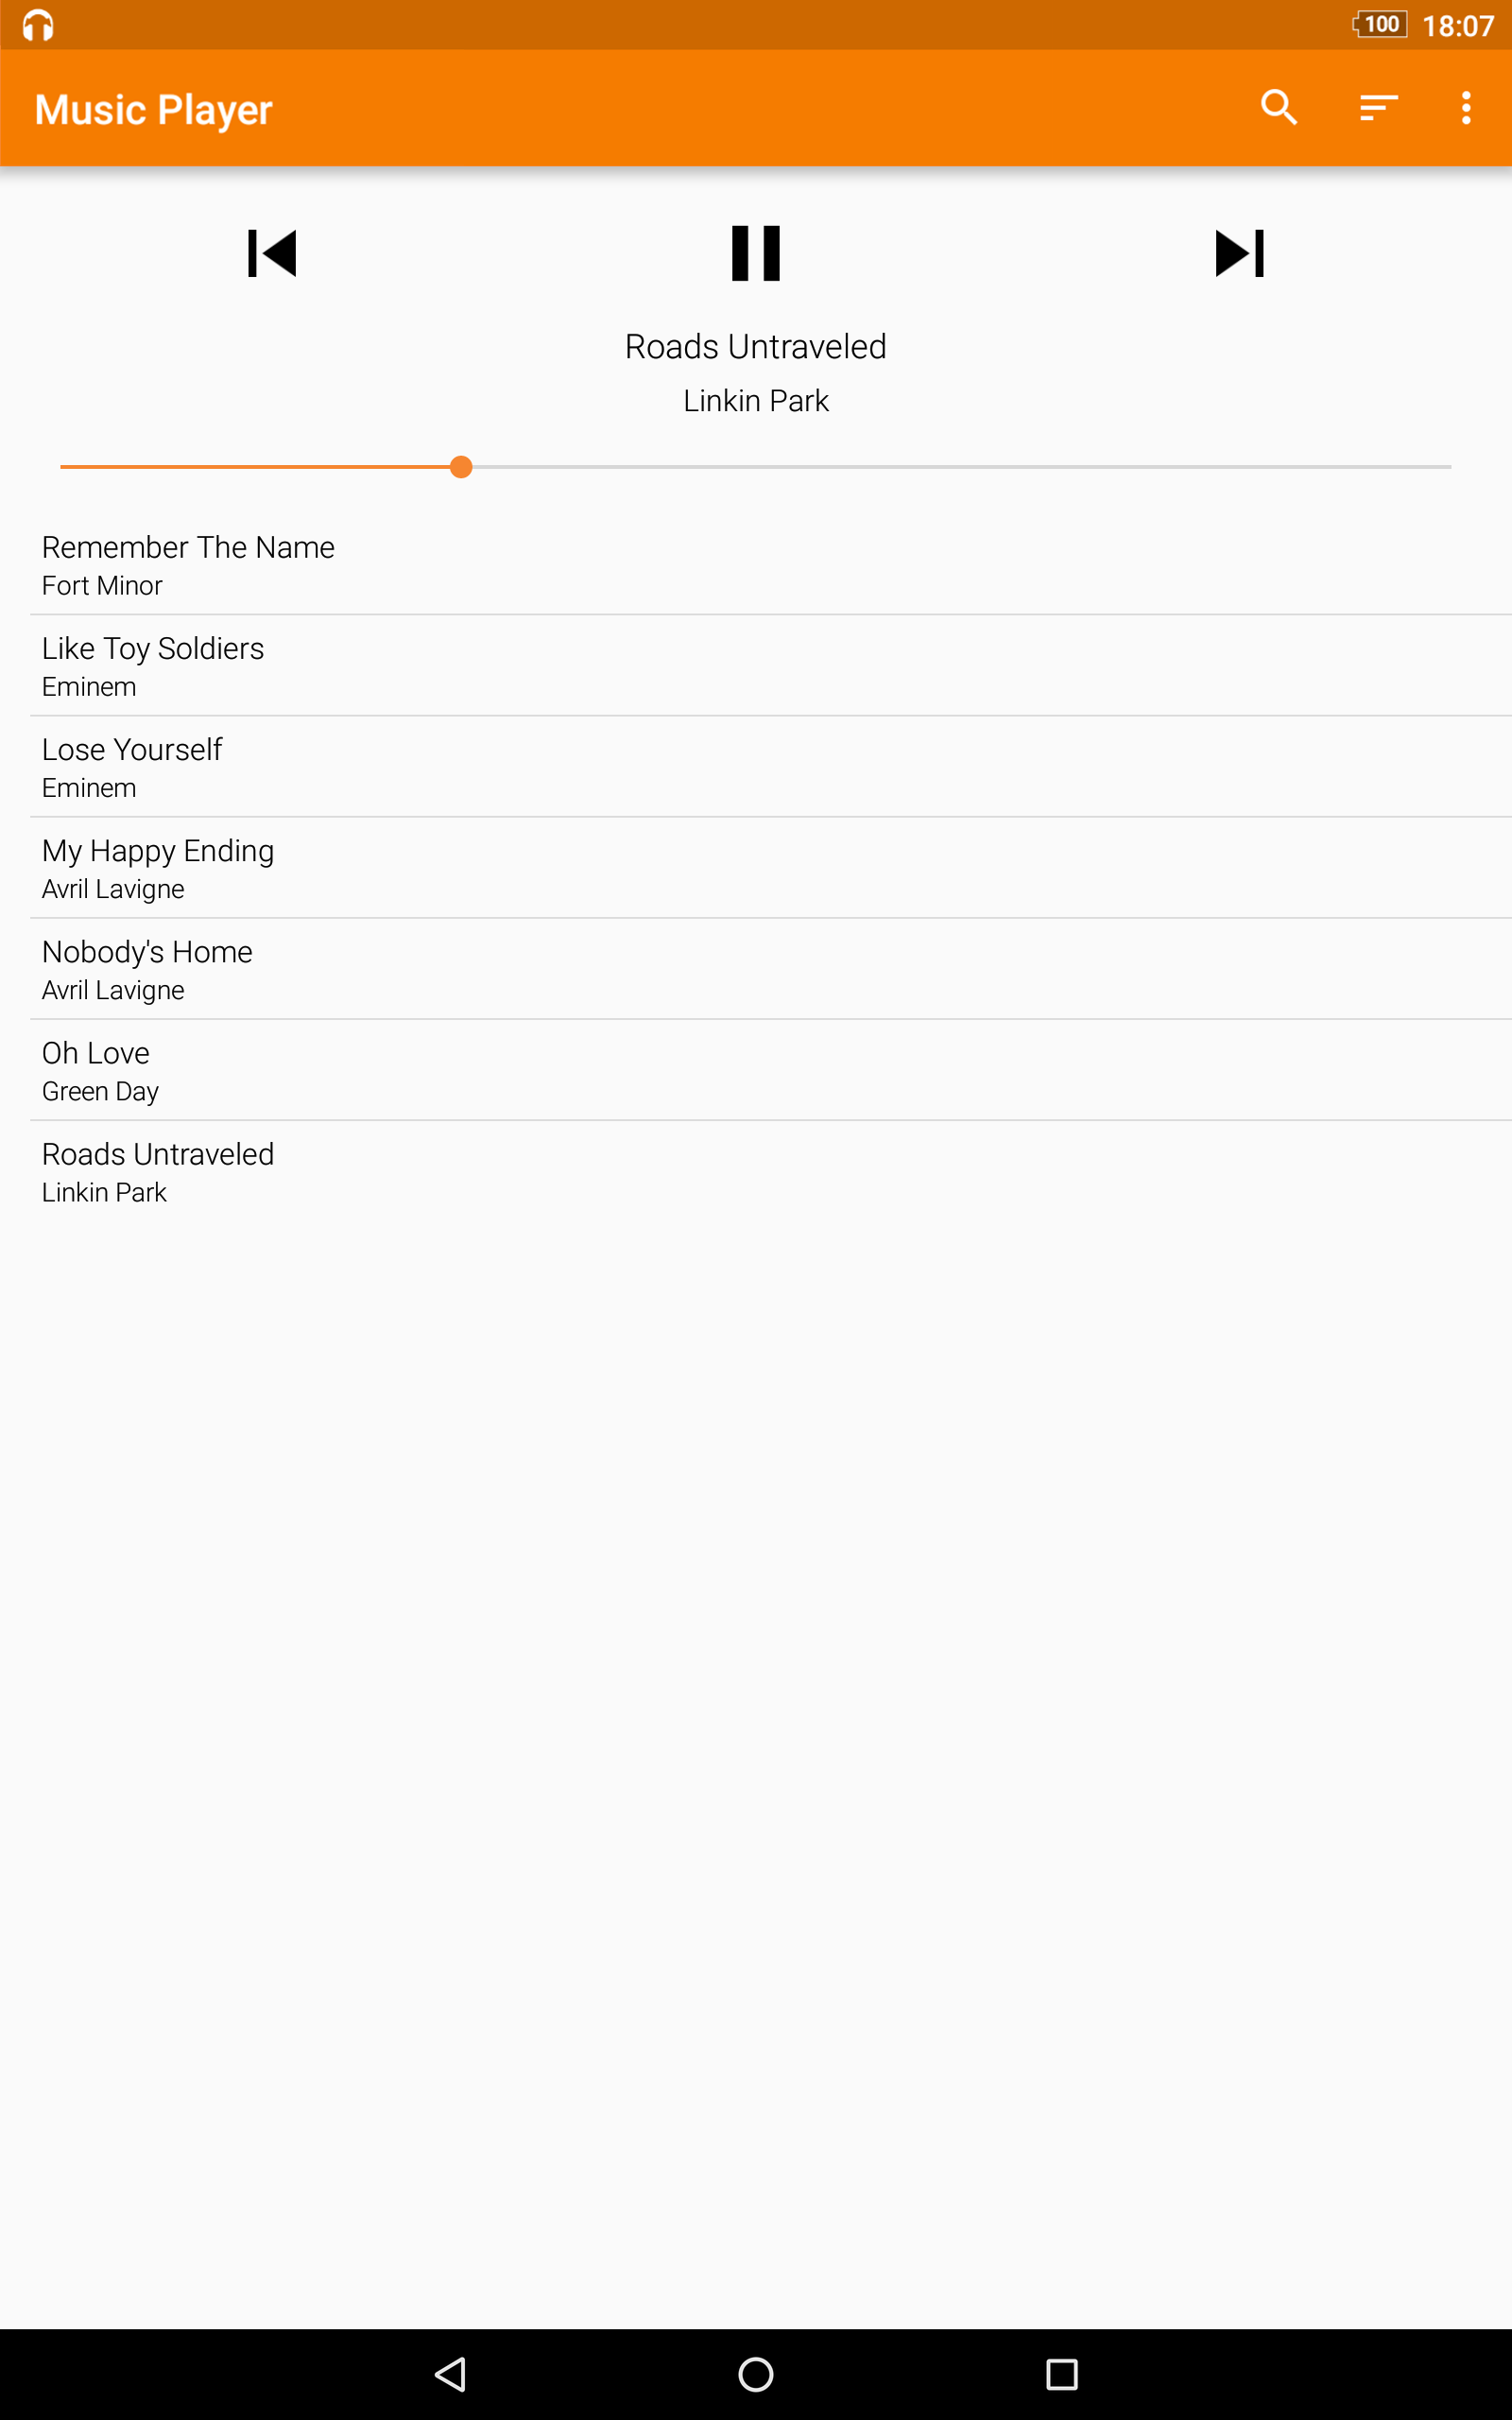 100 18:07
Music Player
Roads Untraveled
Linkin Park
Remember The Name
Fort Minor
Like Toy Soldiers
Eminem
Lose Yourself
Eminem
My Happy Ending
Avril Lavigne
Nobody's Home
Avril Lavigne
Oh Love
Green Day
Roads Untraveled
Linkin Park